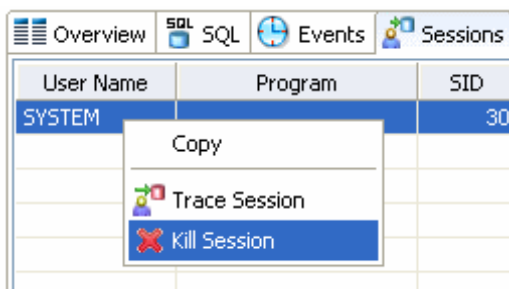 Overview SQL SQL Events Sessions
User Name Program SID
SYSTEM 30
Copy
Trace Session
Kill Session